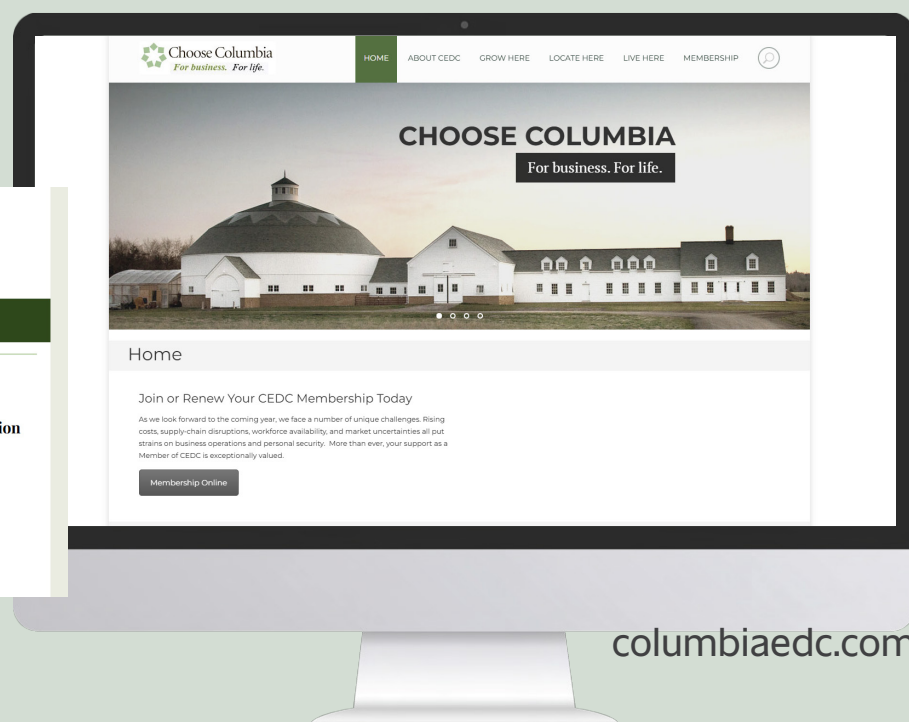 Choose Columbia
For business. For life.
HOME ABOUT CEDC GROW HERE LOCATE HERE LIVE HERE MEMBERSHIP
CHOOSE COLUMBIA
For business. For life.
Home
Join or Renew Your CEDC Membership Today
As we look forward to the coming year, we face a number of unique challenges. Rising
costs, supply-chain disruptions, workforce availability, and market uncertainties all put
strains on business operations and personal security. More than ever, your support as a
Member of CEDC is exceptionally valued.
Membership Online
columbiaedc.com